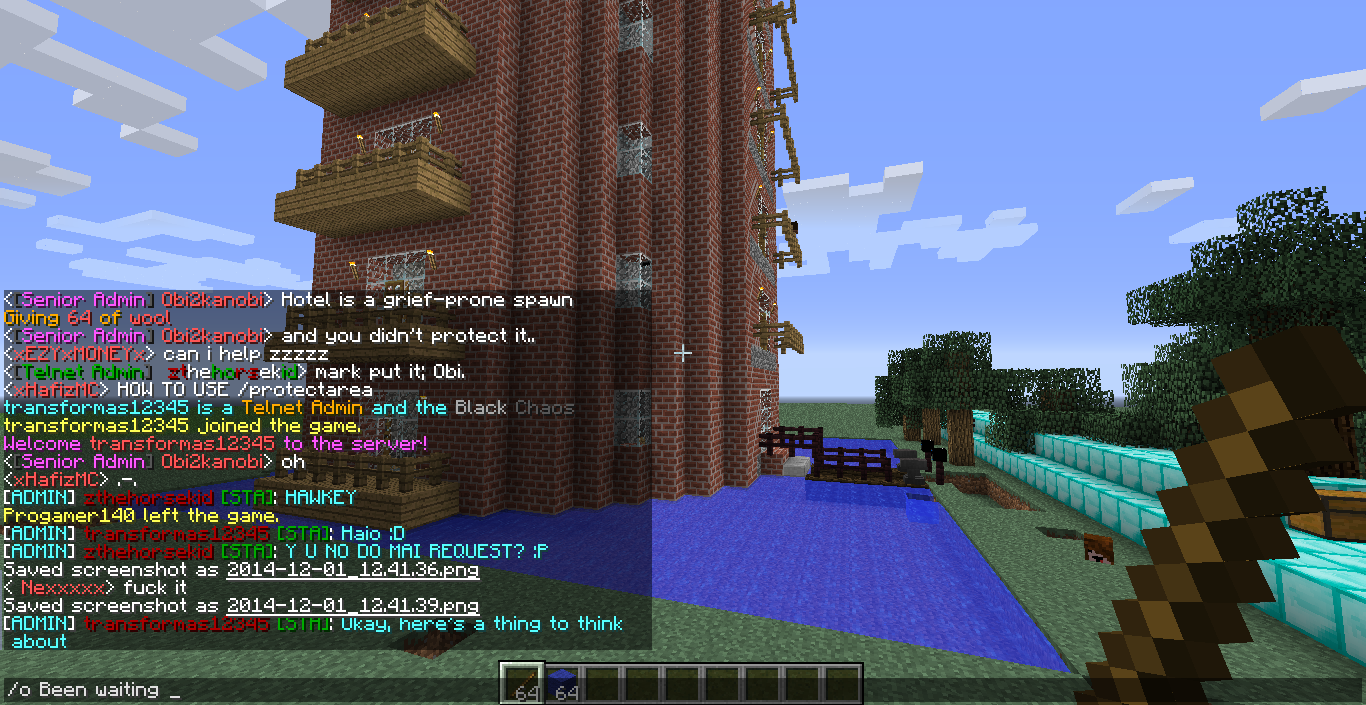 <[Senior Admin] Obi2kanobi> Hotel is a grief-prone spawn
Giving 64 of wool
<[Senior Admin] Obi2kanobi> and you didn't protect it..
<xEZYxMONEYx> can i help zzzzz
<[Telnet Admin] zthehorsekid> mark put it; Obi.
<xHafizMC> HOW TO USE /protectarea
transformas12345 is a Telnet Admin and the Black Chaos
transformas12345 joined the game.
Welcome transformas12345 to the server!
<[Senior Admin] Obi2kanobi> oh
<xHafizMC> .-.
[ADMIN] zthehorsekid [STA]: HAWKEY
Progamer140 left the game.
[ADMIN] transformas12345 [STA]: Haio :D
[ADMIN] zthehorsekid [STA]: Y U NO DO MAI REQUEST? :P
Saved screenshot as 2014-12-01_12.41.36.png
< Nexxxxx> fuck it
Saved screenshot as 2014-12-01_12.41.39.png
[ADMIN] transformas12345 [STA]: Okay, here's a thing to think
about
64 64
/o Been waiting _